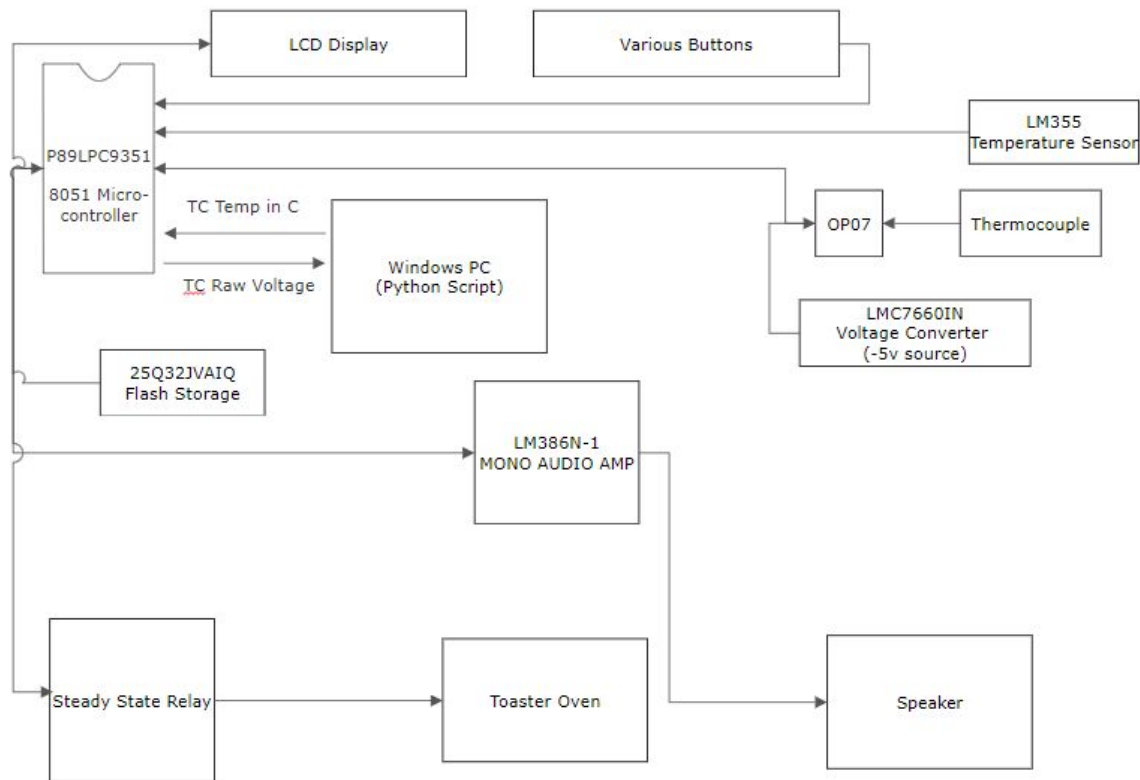 LCD Display
Various Buttons
LM355
Temperature Sensor
P89LPC9351
8051 Micro-
controller
TC Temp in C
TC Raw Voltage
Windows PC
(Python Script)
OP07
Thermocouple
LMC7660IN
Voltage Converter
(-5v source)
25Q32JVAIQ
Flash Storage
LM386N-1
MONO AUDIO AMP
Steady State Relay
Toaster Oven
Speaker